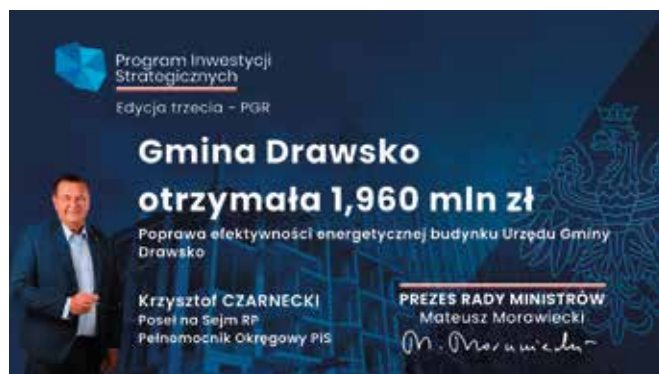 Program Inwestycji
Strategicznych
Edycja trzecia - PGR
Gmina Drawsko
otrzymała 1,960 mln zł
Poprawa efektywności energetycznej budynku Urzędu Gminy
Drawsko
Krzysztof CZARNECKI
Poseł na Sejm RP
Pełnomocnik Okręgowy PiS
PREZES RADY MINISTRÓW
Mateusz Morawiecki
M. Morawiecki